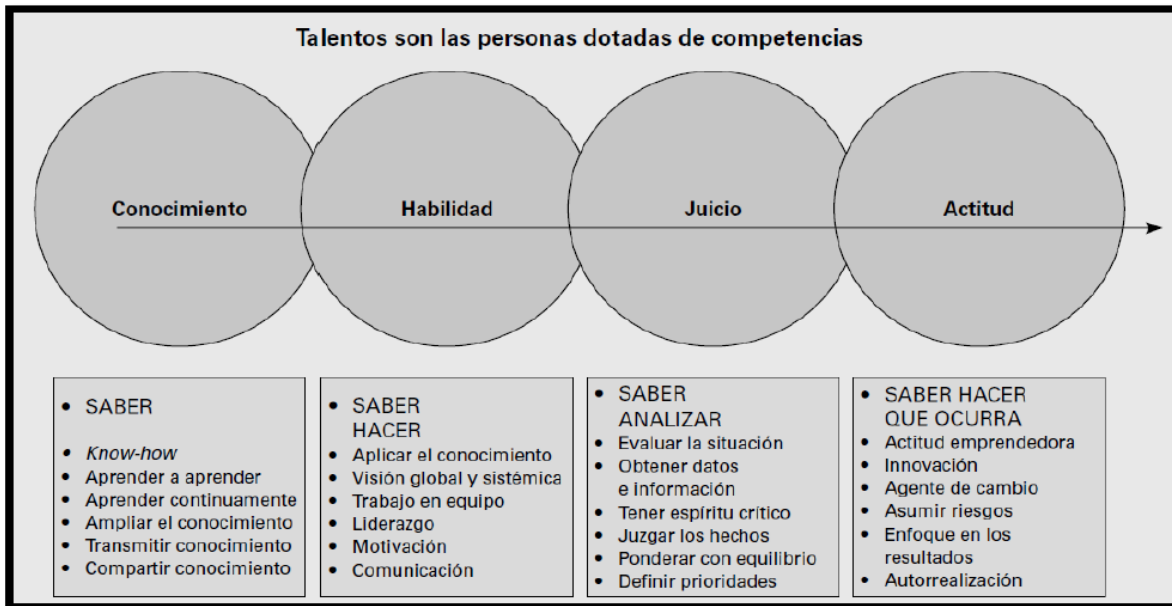 Talentos son las personas dotadas de competencias
Conocimiento
Habilidad
Juicio
Actitud
• SABER
• Know-how
• Aprender a aprender
• Aprender continuamente
• Ampliar el conocimiento
• Transmitir conocimiento
• Compartir conocimiento
• SABER
HACER
• Aplicar el conocimiento
• Visión global y sistémica
• Trabajo en equipo
• Liderazgo
• Motivación
• Comunicación
• SABER
ANALIZAR
• Evaluar la situación
• Obtener datos
e información
• Tener espíritu crítico
• Juzgar los hechos
• Ponderar con equilibrio
• Definir prioridades
• SABER HACER
QUE OCURRA
• Actitud emprendedora
• Innovación
• Agente de cambio
• Asumir riesgos
• Enfoque en los
resultados
• Autorrealización